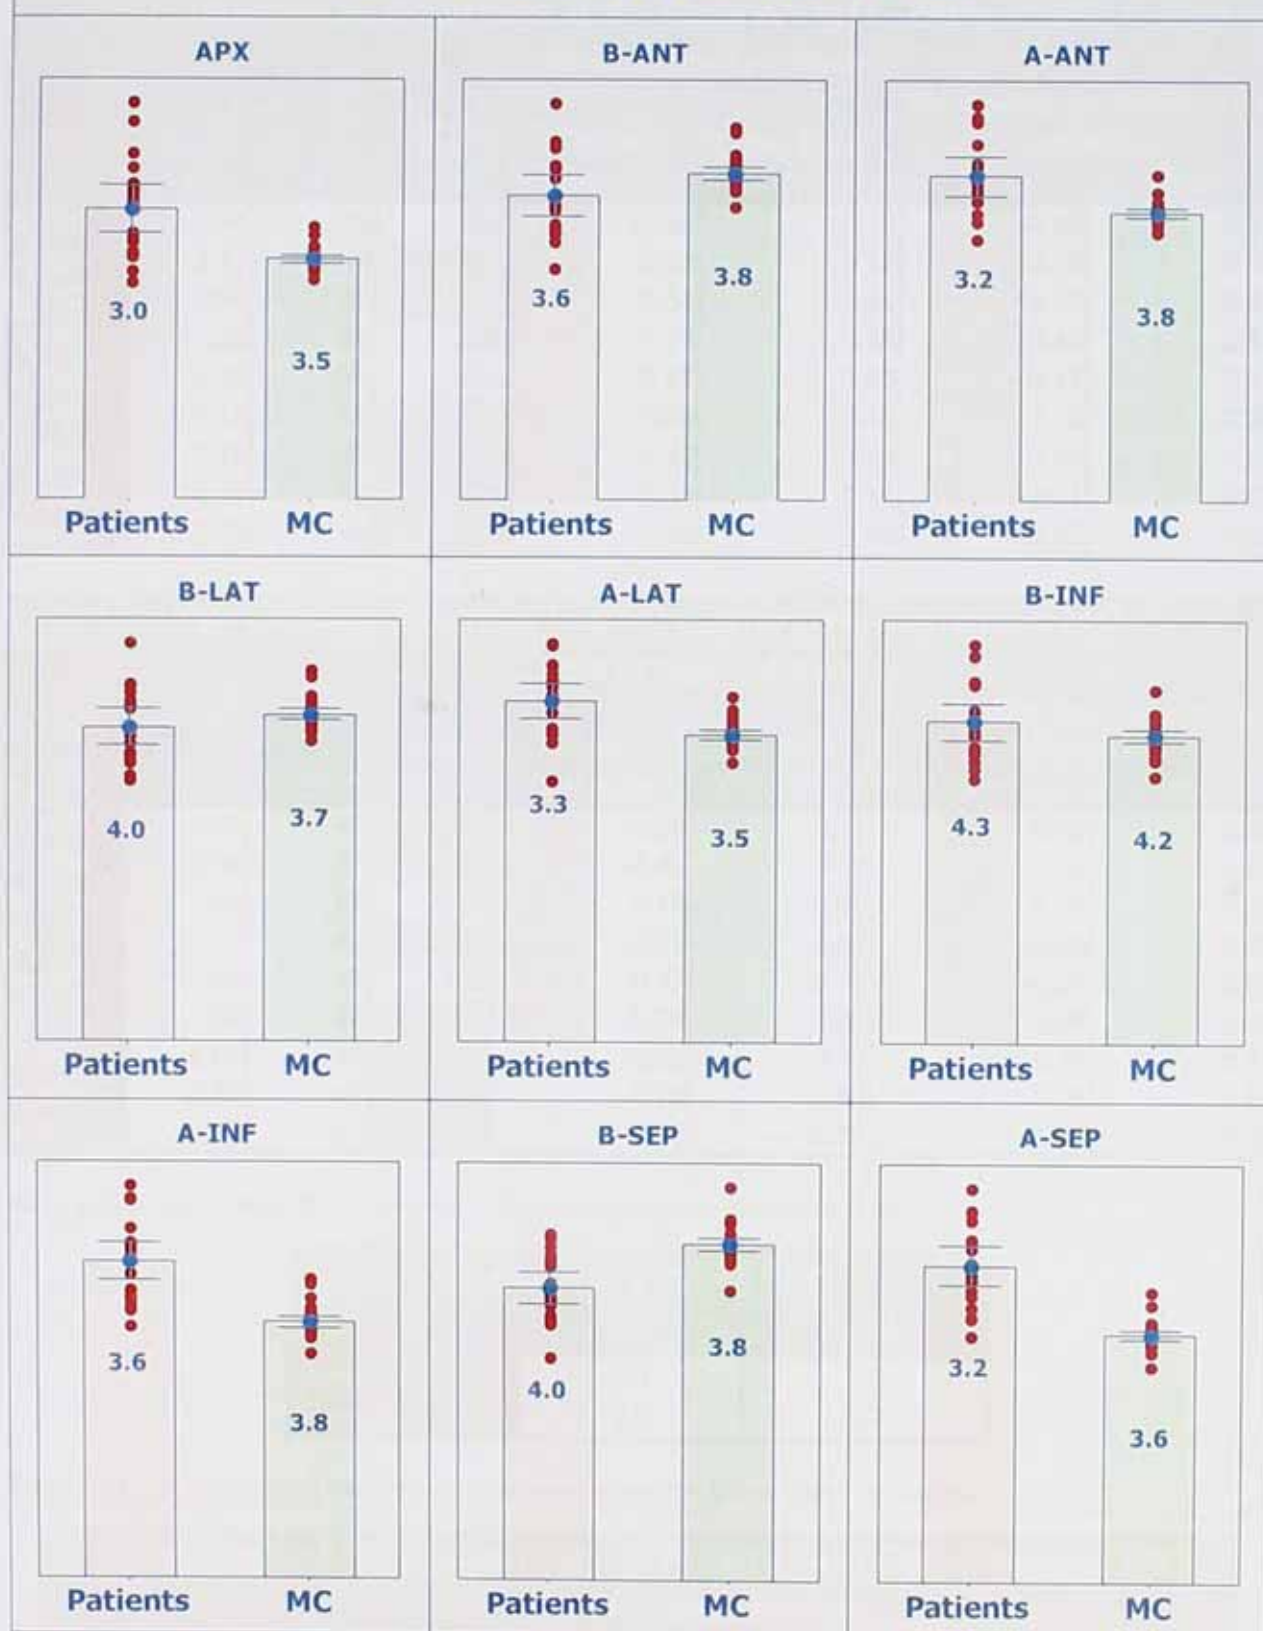 APX B-ANT A-ANT
3.0 3.5 3.6 3.8 3.2 3.8
Patients MC Patients MC Patients MC
B-LAT A-LAT B-INF
4.0 3.7 3.3 3.5 4.3 4.2
Patients MC Patients MC Patients MC
A-INF B-SEP A-SEP
3.6 3.8 4.0 3.8 3.2 3.6
Patients MC Patients MC Patients MC